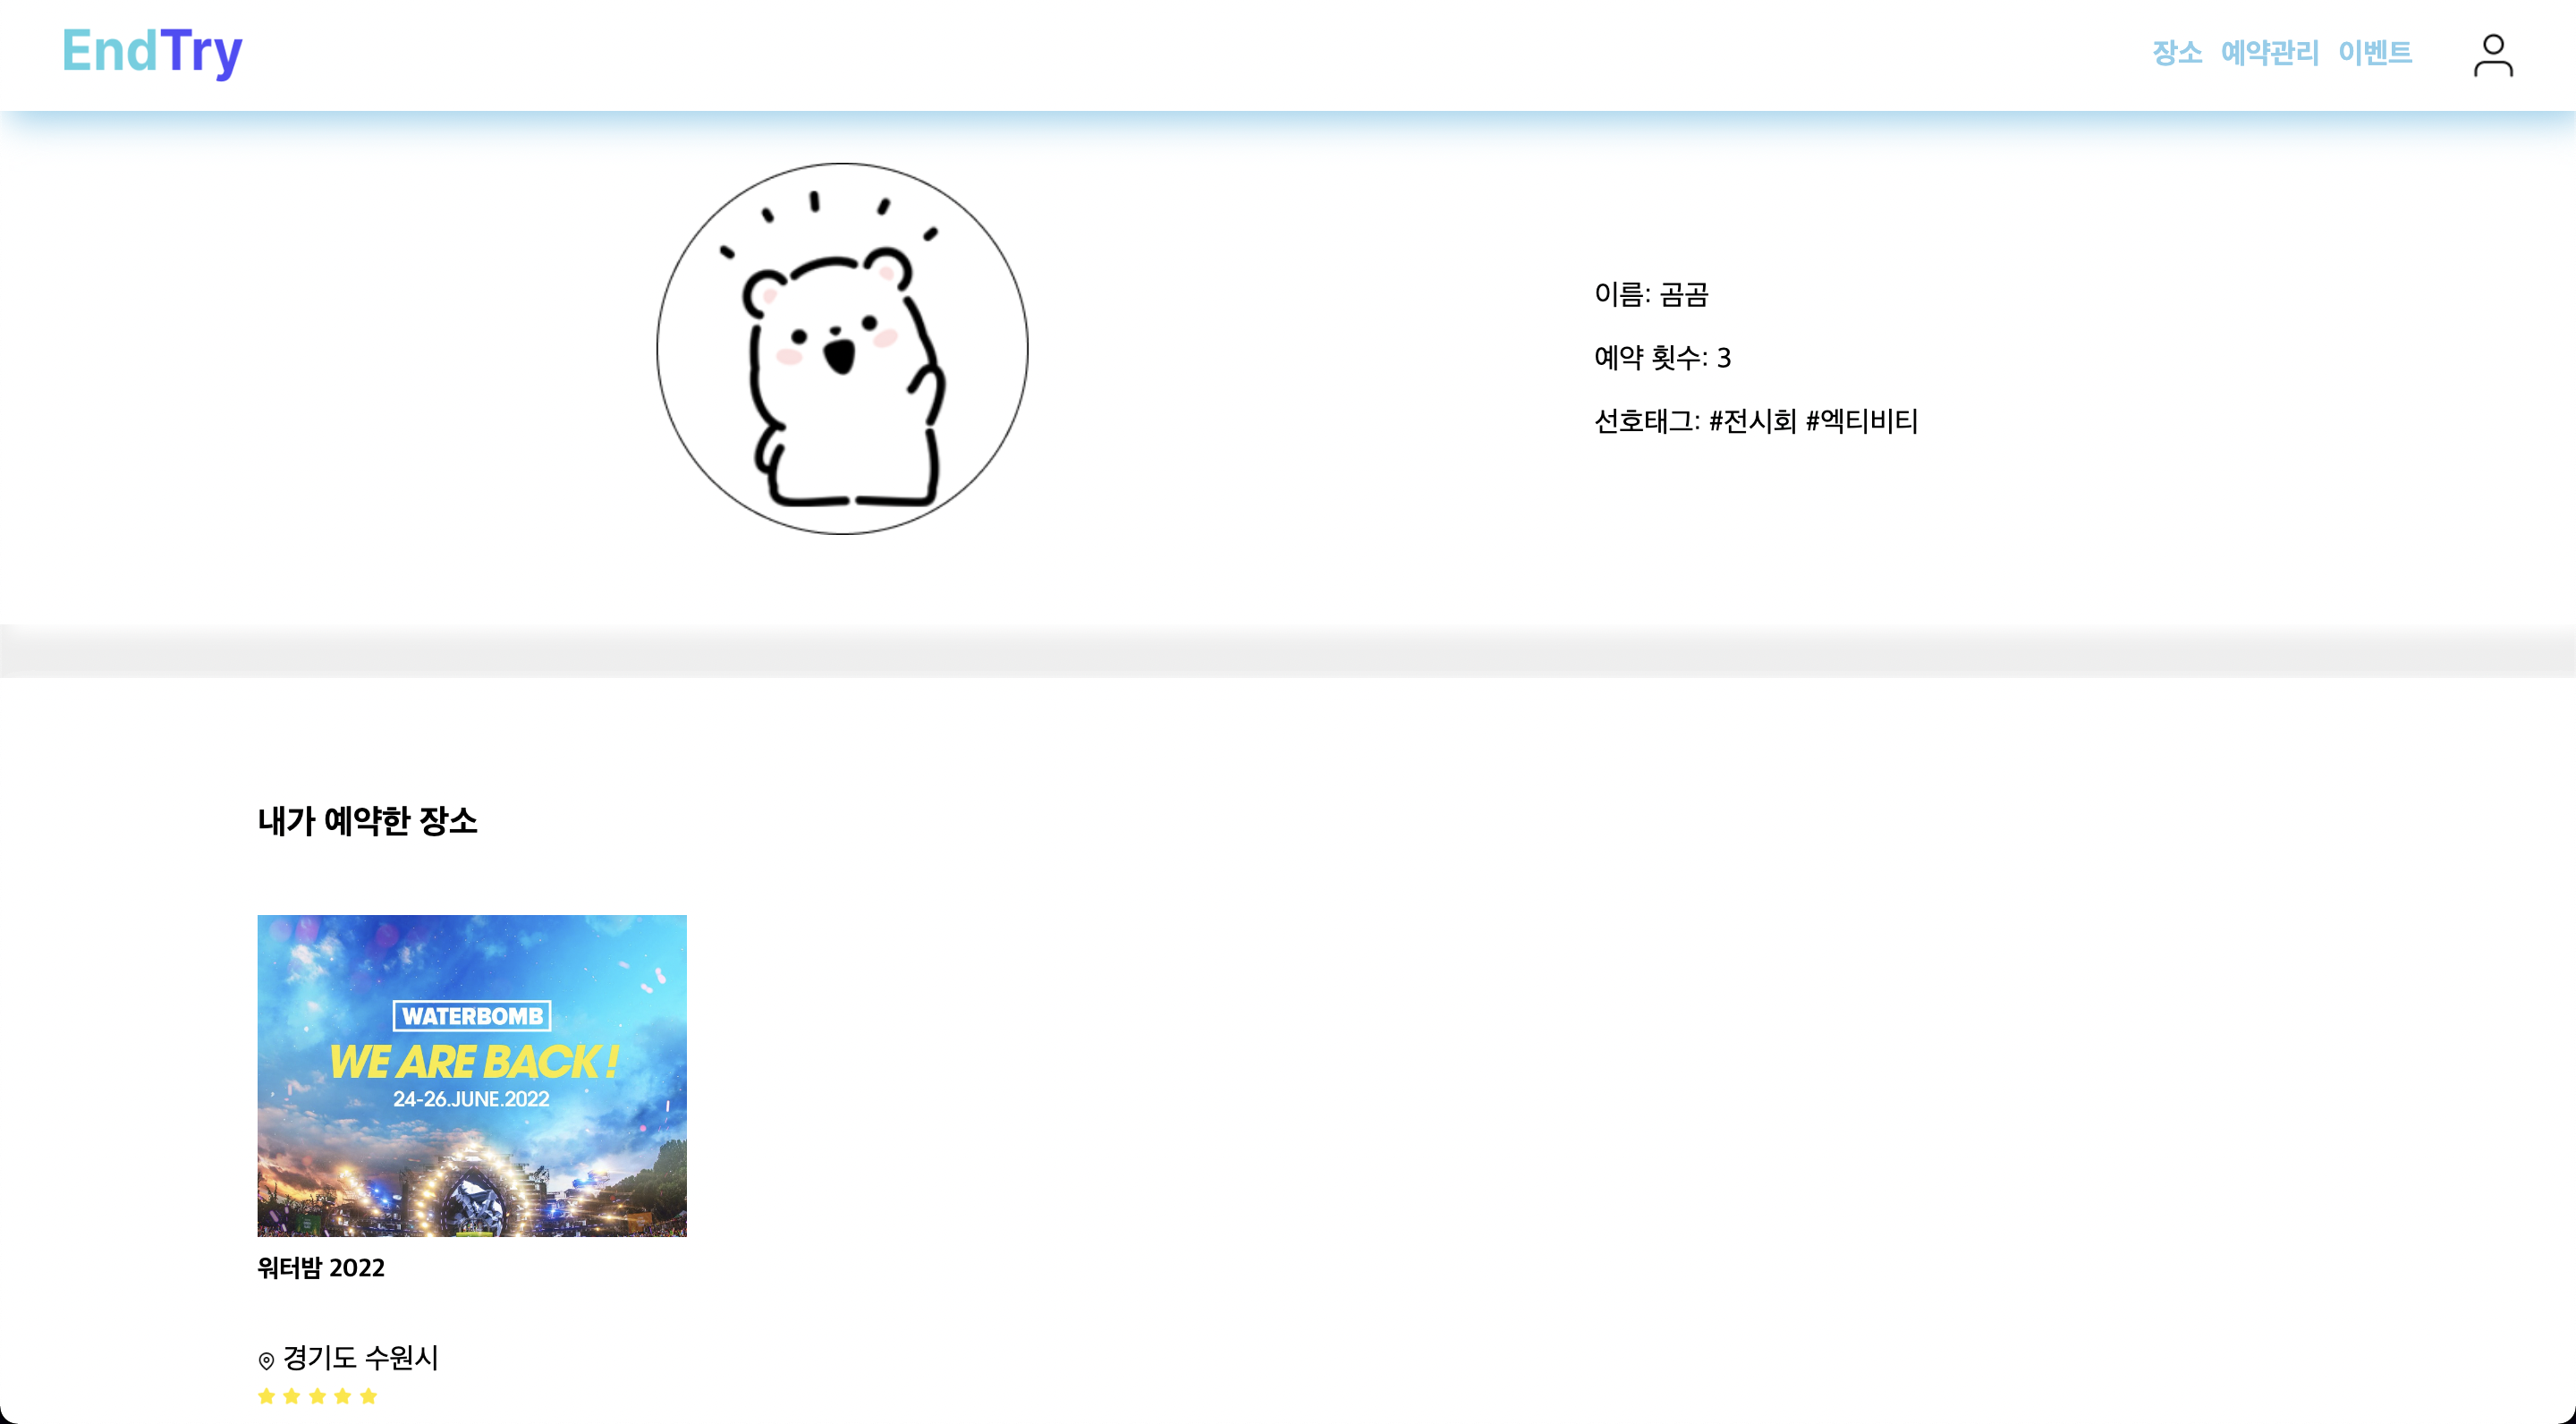 EndTry
장소 예약관리 이벤트
이름: 곰곰
예약 횟수: 3
선호태그: #전시회 #엑티비티
내가 예약한 장소
WATERBOMB
WE ARE BACK!
24-26.JUNE.2022
워터밤 2022
경기도 수원시